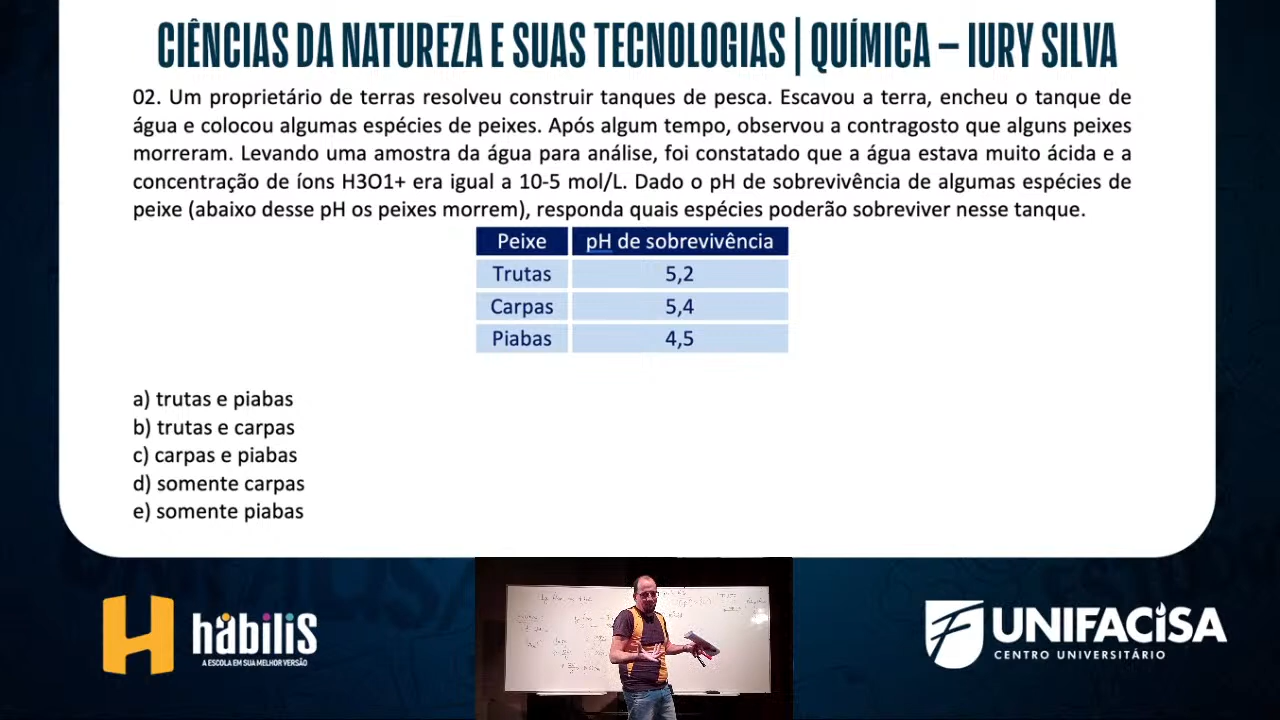 CIÊNCIAS DA NATUREZA E SUAS TECNOLOGIAS | QUÍMICA – IURY SILVA
02. Um proprietário de terras resolveu construir tanques de pesca. Escavou a terra, encheu o tanque de
água e colocou algumas espécies de peixes. Após algum tempo, observou a contragosto que alguns peixes
morreram. Levando uma amostra da água para análise, foi constatado que a água estava muito ácida e a
concentração de íons H3O1+ era igual a 10-5 mol/L. Dado o pH de sobrevivência de algumas espécies de
peixe (abaixo desse pH os peixes morrem), responda quais espécies poderão sobreviver nesse tanque.
Peixe pH de sobrevivência
Trutas 5,2
Carpas 5,4
Piabas 4,5
a) trutas e piabas
b) trutas e carpas
c) carpas e piabas
d) somente carpas
e) somente piabas
H hábilis
A ESCOLA EM SUA MELHOR VERSÃO
UNIFACISA
CENTRO UNIVERSITÁRIO